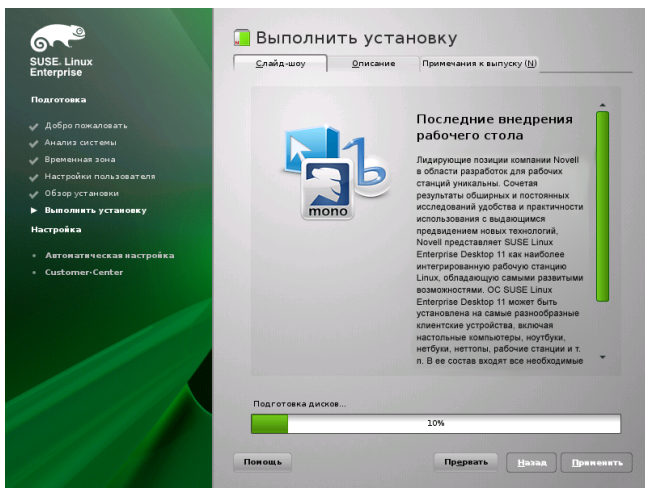 SUSE. Linux
Enterprise
Подготовка
Добро пожаловать
Анализ системы
Временная зона
Настройки пользователя
Обзор установки
Выполнить установку
Настройка
Автоматическая настройка
Customer-Center
Выполнить установку
Слайд-шоу
Описание
Примечания к выпуску (N)
mono
Последние внедрения
рабочего стола
Лидирующие позиции компании Novell
в области разработок для рабочих
станций уникальны. Сочетая
результаты обширных и постоянных
исследований удобства и практичности
использования с выдающимся
предвидением новых технологий,
Novell представляет SUSE Linux
Enterprise Desktop 11 как наиболее
интегрированную рабочую станцию
Linux, обладающую самыми развитыми
возможностями. ОС SUSE Linux
Enterprise Desktop 11 может быть
установлена на самые разнообразные
клиентские устройства, включая
настольные компьютеры, ноутбуки,
нетбуки, неттопы, рабочие станции и т.
п. В ее состав входят все необходимые
Подготовка дисков...
10%
Помощь
Прервать
Назад
Применить